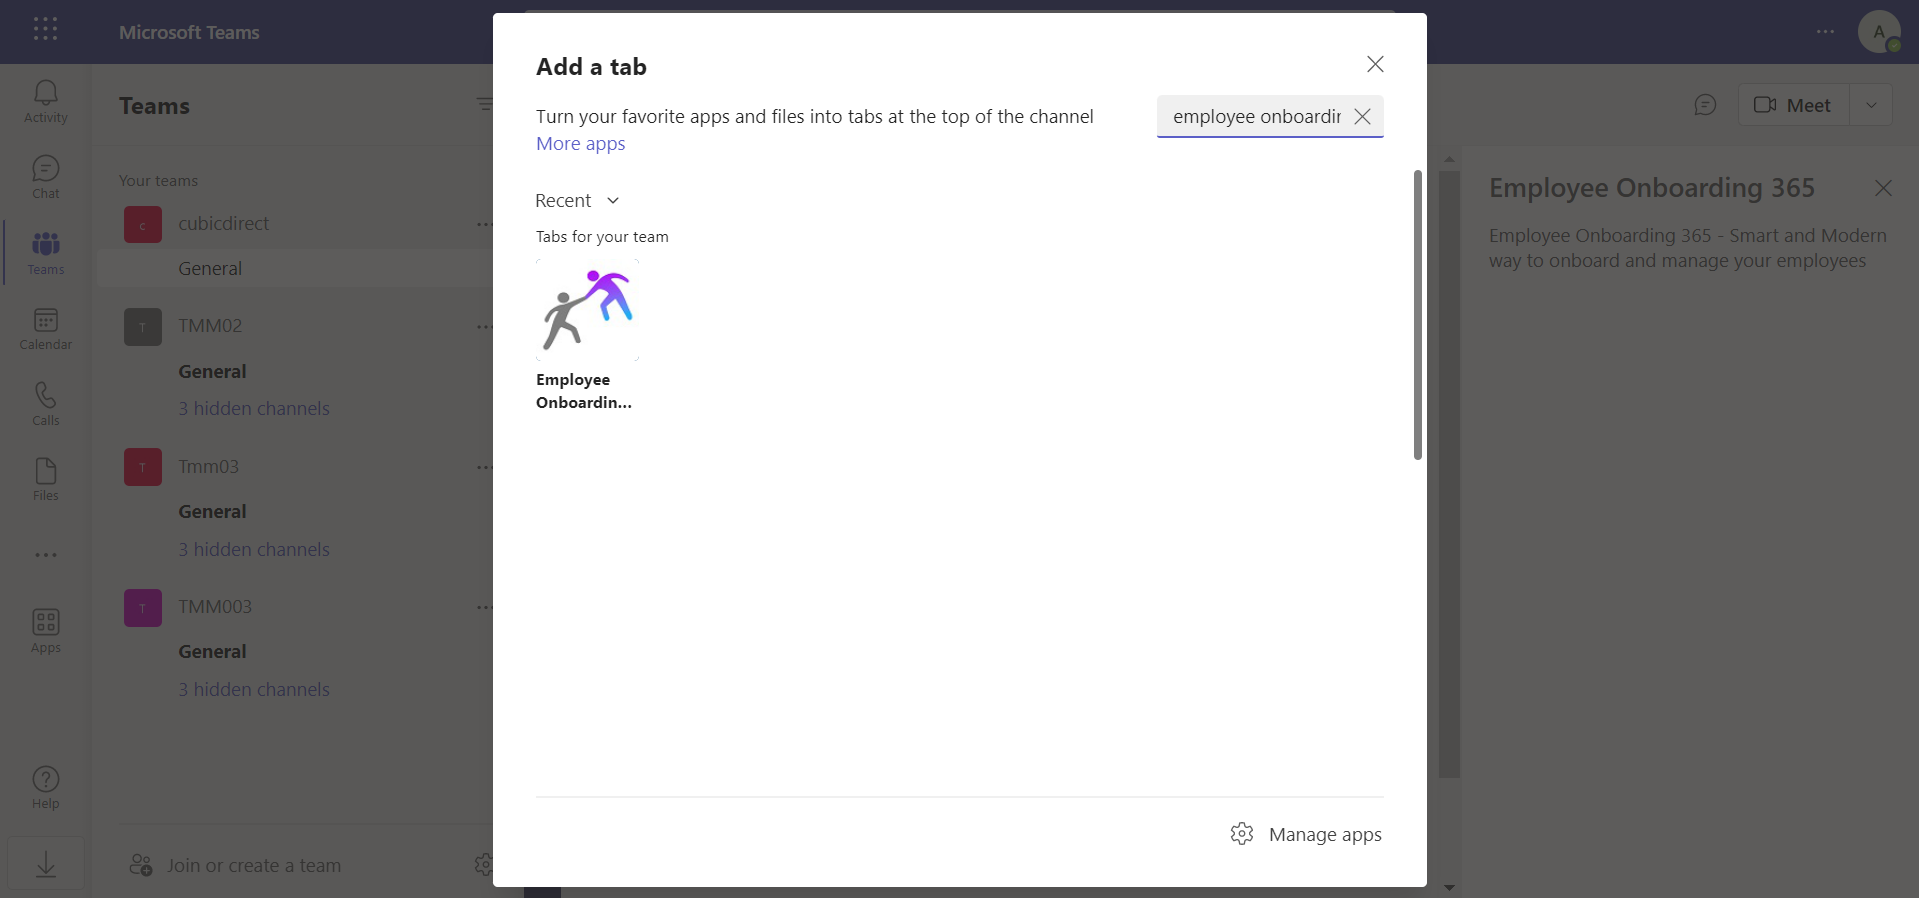 Microsoft Teams
A
Activity
Chat
Teams
Calendar
Calls
Files
Apps
Help
Teams
Your teams
c
cubicdirect
General
T
TMM02
General
3 hidden channels
T
Tmm03
General
3 hidden channels
T
TMM003
General
3 hidden channels
Join or create a team
Add a tab
Turn your favorite apps and files into tabs at the top of the channel
More apps
employee onboardin
Recent
Tabs for your team
Employee
Onboardin...
Manage apps
Meet
Employee Onboarding 365
Employee Onboarding 365 - Smart and Modern
way to onboard and manage your employees